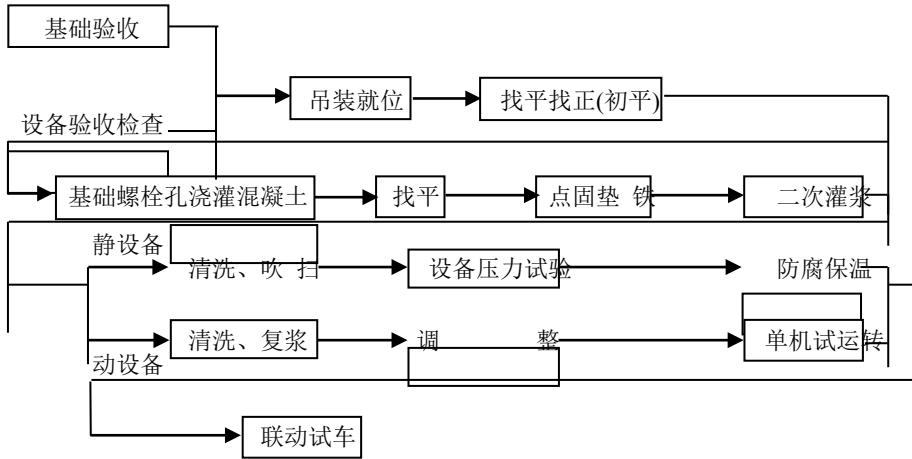 基础验收
吊装就位
找平找正(初平)
设备验收检查
基础螺栓孔浇灌混凝土
找平
点固垫 铁
二次灌浆
静设备
清洗、吹 扫
设备压力试验
防腐保温
清洗、复浆
调 整
单机试运转
动设备
联动试车